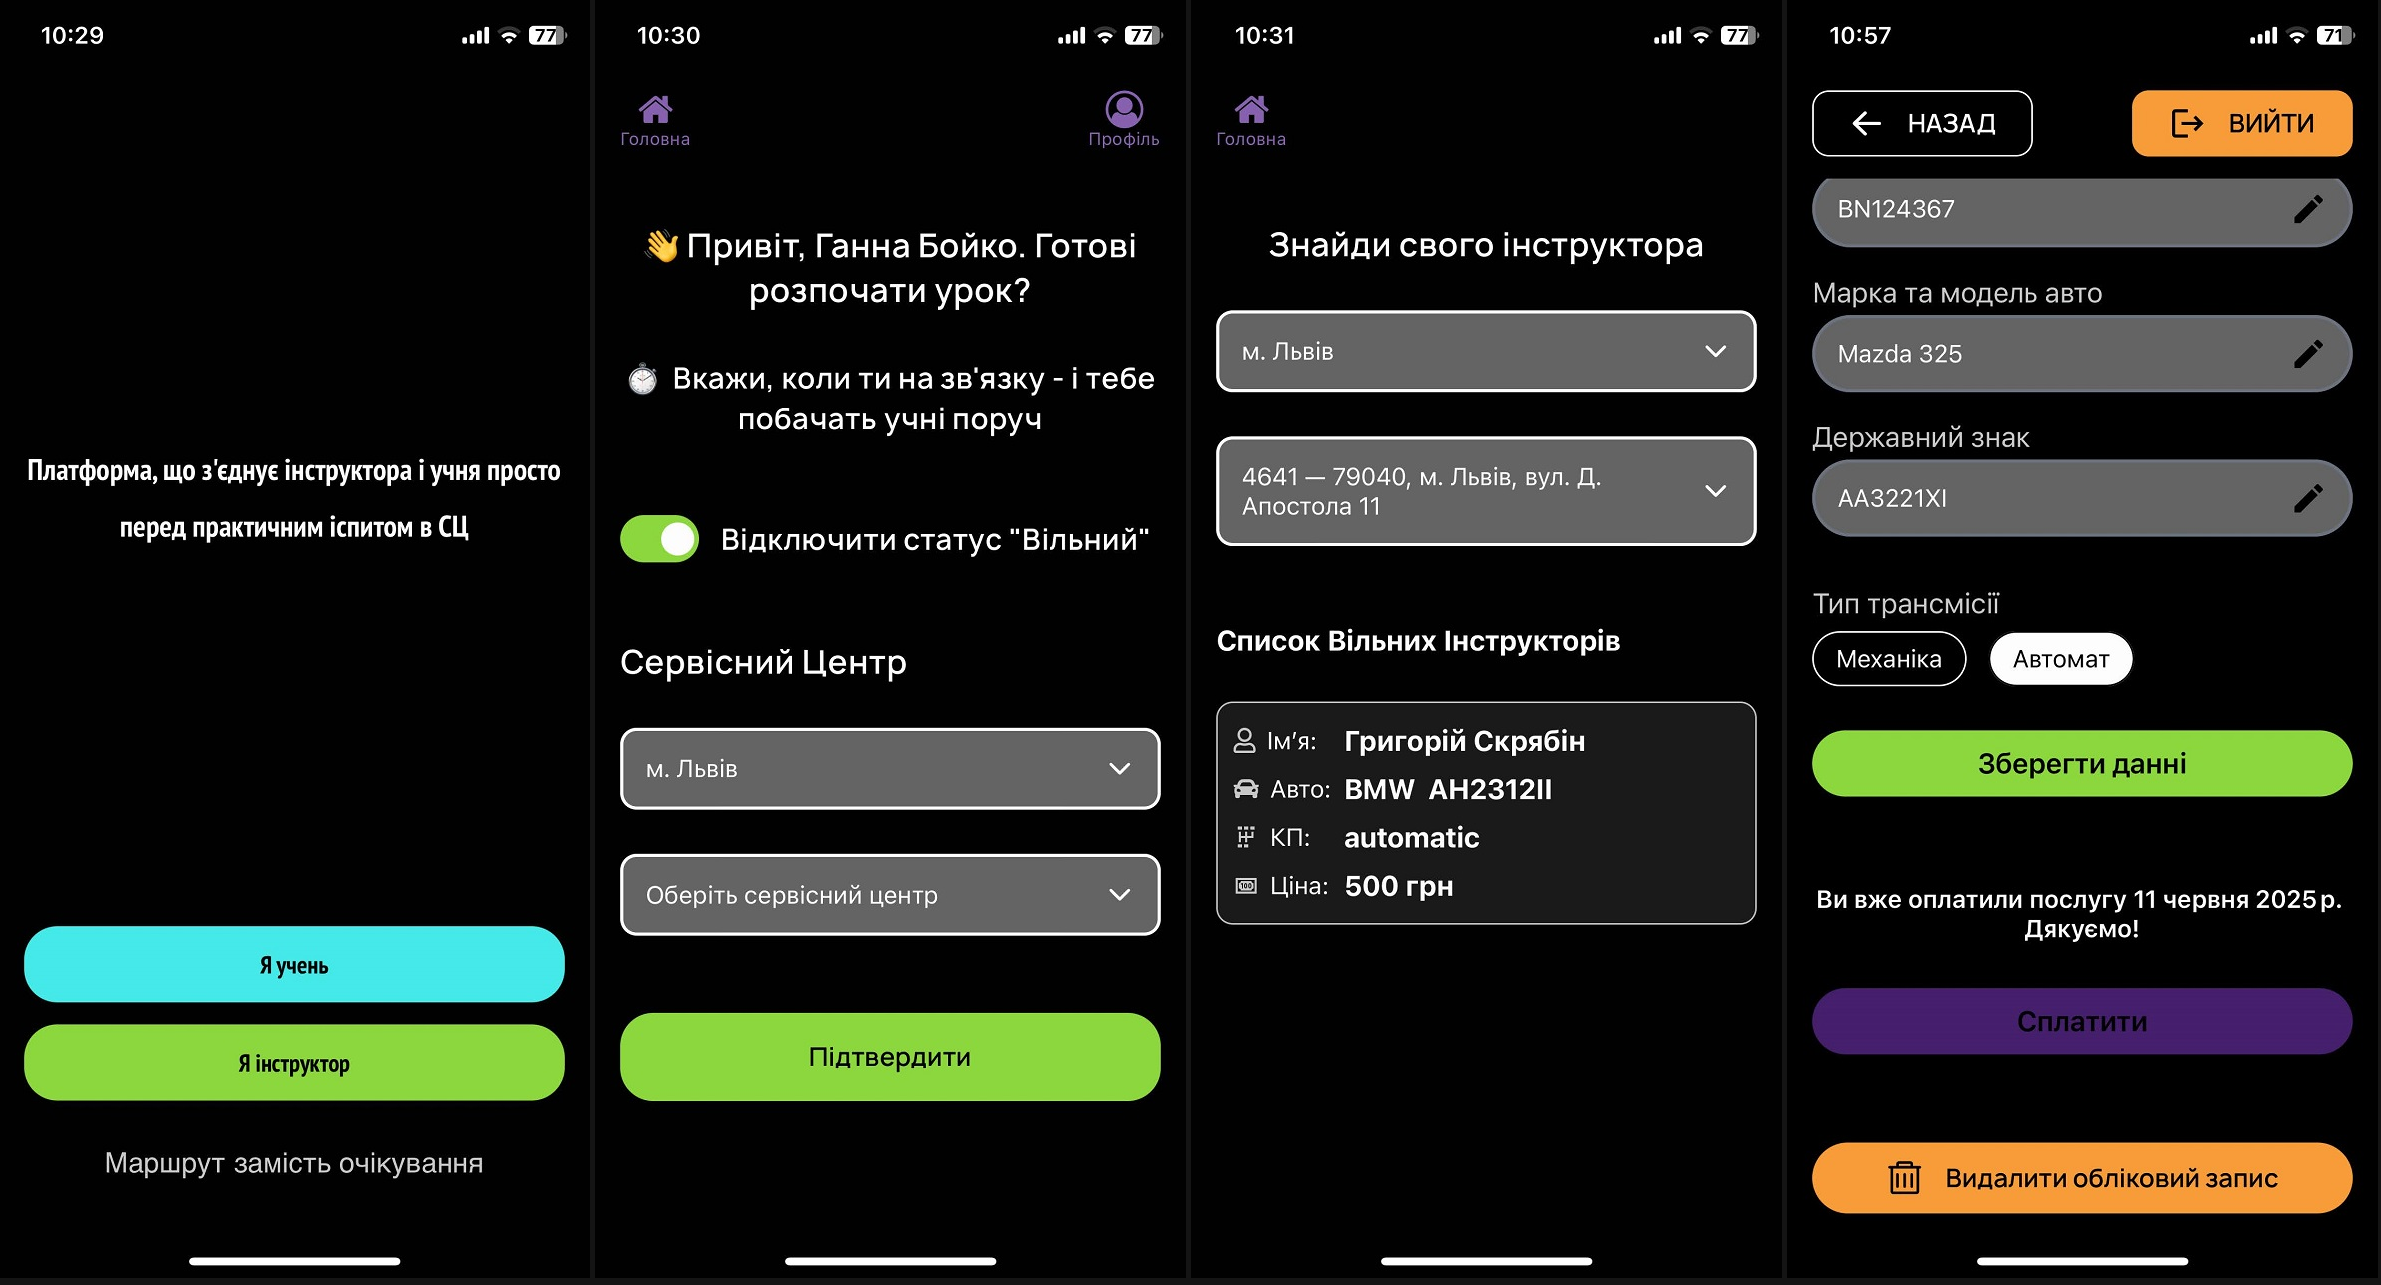 10:29
77
Платформа, що з'єднує інструктора і учня просто
перед практичним іспитом в СЦ
Я учень
Я інструктор
Маршрут замість очікування
10:30
77
Головна
Профіль
👋 Привіт, Ганна Бойко. Готові
розпочати урок?
⏱ Вкажи, коли ти на зв'язку - і тебе
побачать учні поруч
Відключити статус "Вільний"
Сервісний Центр
м. Львів
Оберіть сервісний центр
Підтвердити
10:31
77
Головна
Знайди свого інструктора
м. Львів
4641 — 79040, м. Львів, вул. Д.
Апостола 11
Список Вільних Інструкторів
Ім’я: Григорій Скрябін
Авто: BMW AH2312II
КП: automatic
Ціна: 500 грн
10:57
71
НАЗАД
ВИЙТИ
BN124367
Марка та модель авто
Mazda 325
Державний знак
AA3221XI
Тип трансмісії
Механіка
Автомат
Зберегти данні
Ви вже оплатили послугу 11 червня 2025 р.
Дякуємо!
Сплатити
Видалити обліковий запис